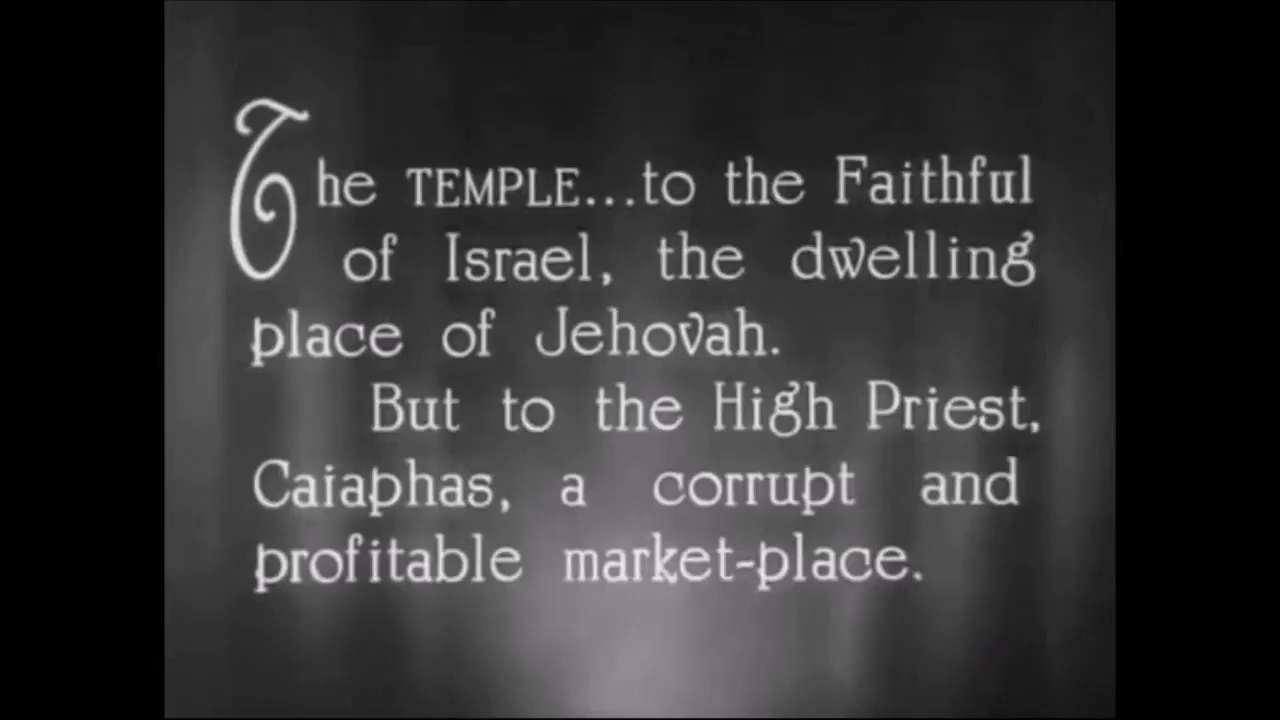 The TEMPLE...to the Faithful
of Israel, the dwelling
place of Jehovah.
But to the High Priest,
Caiaphas, a corrupt and
profitable market-place.